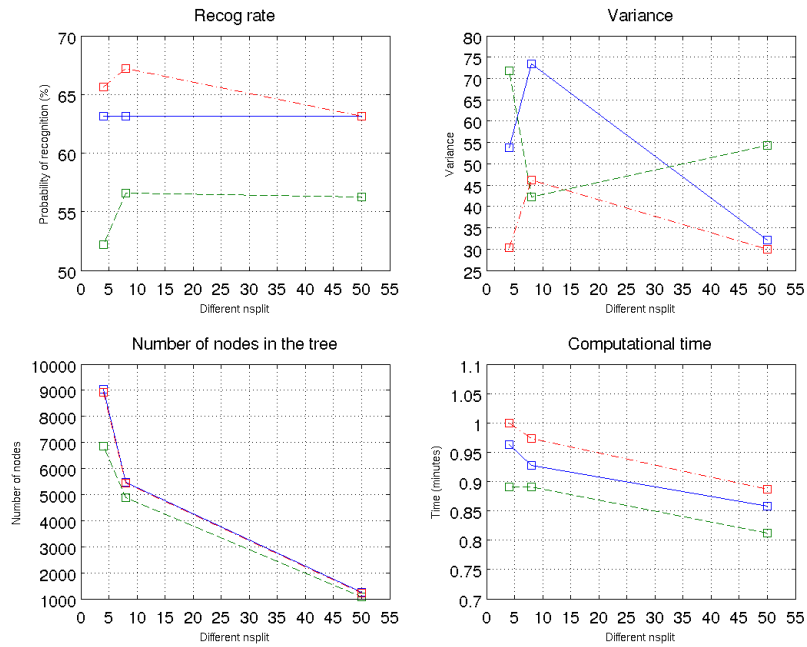 Recog rate
70
65
60
55
50
Probability of recognition (%)
0 5 10 15 20 25 30 35 40 45 50 55
Different nsplit
Variance
80
75
70
65
60
55
50
45
40
35
30
25
Variance
0 5 10 15 20 25 30 35 40 45 50 55
Different nsplit
Number of nodes in the tree
10000
9000
8000
7000
6000
5000
4000
3000
2000
1000
Number of nodes
0 5 10 15 20 25 30 35 40 45 50 55
Different nsplit
Computational time
1.1
1.05
1
0.95
0.9
0.85
0.8
0.75
0.7
Time (minutes)
0 5 10 15 20 25 30 35 40 45 50 55
Different nsplit